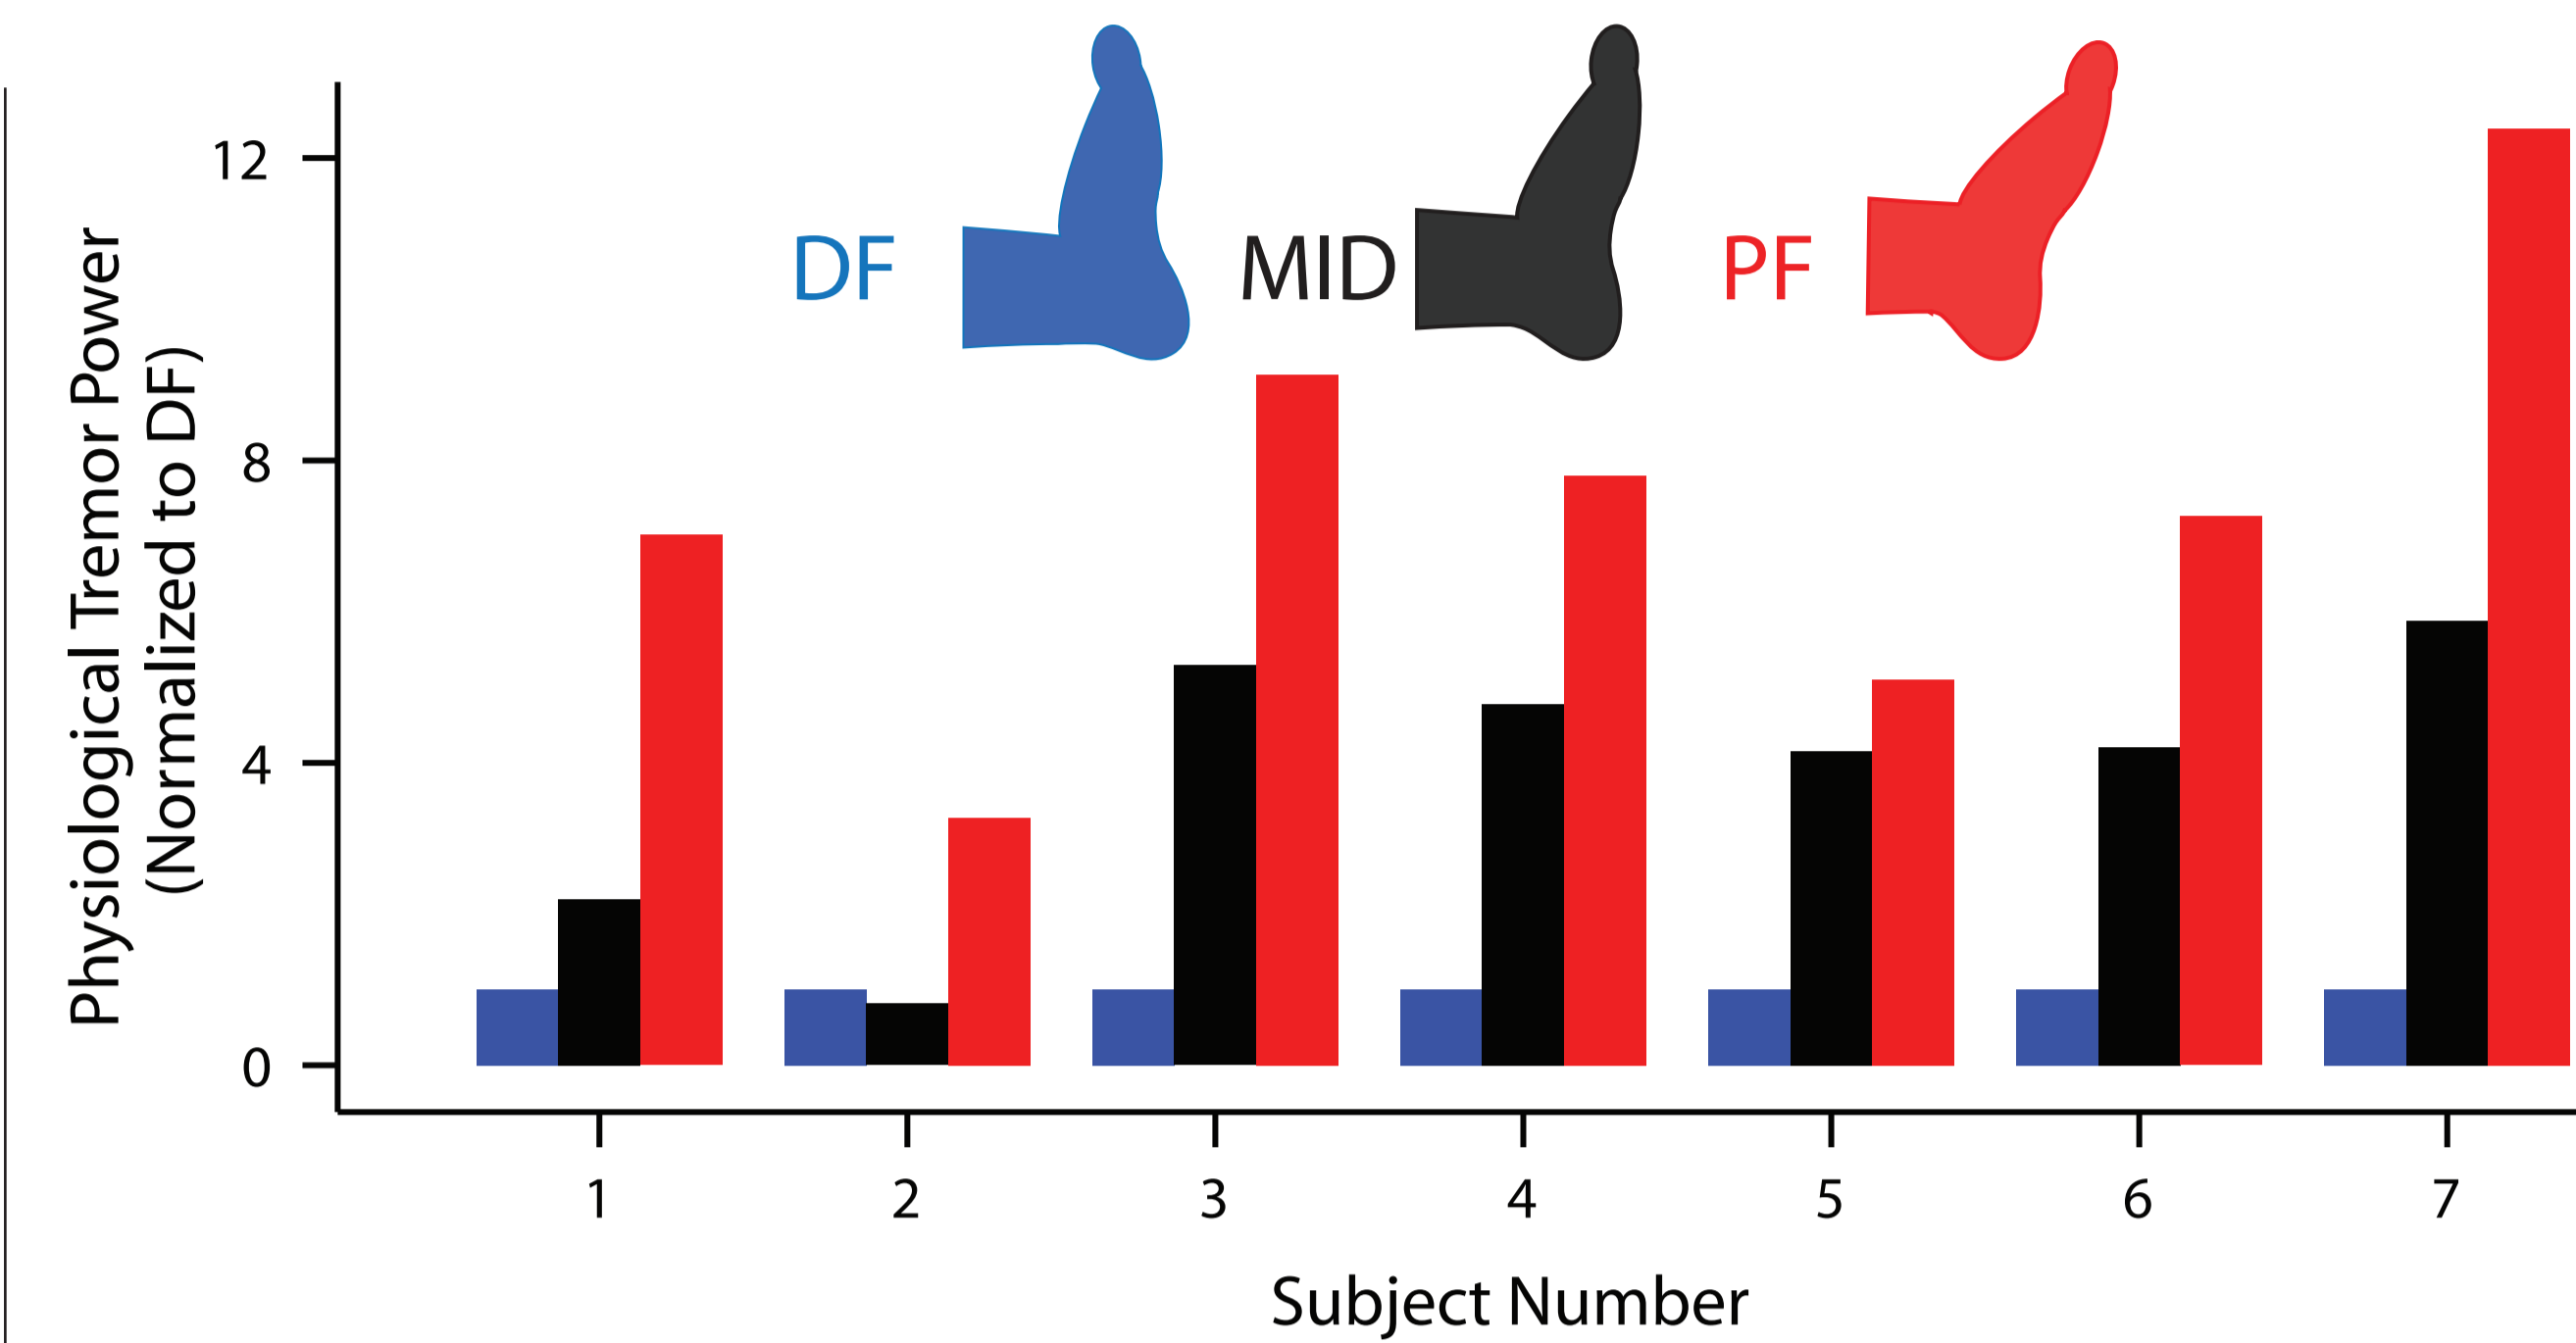 Physiological Tremor Power
(Normalized to DF)
12
8
4
0
DF
MID
PF
1 2 3 4 5 6 7
Subject Number